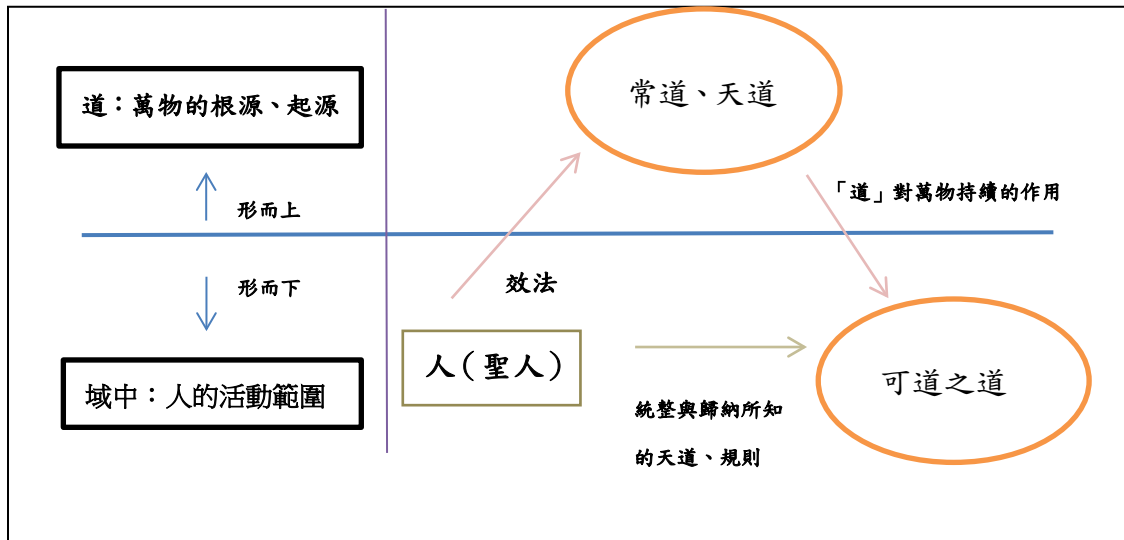 道：萬物的根源、起源
形而上
形而下
域中：人的活動範圍
常道、天道
「道」對萬物持續的作用
效法
人（聖人）
統整與歸納所知
的天道、規則
可道之道